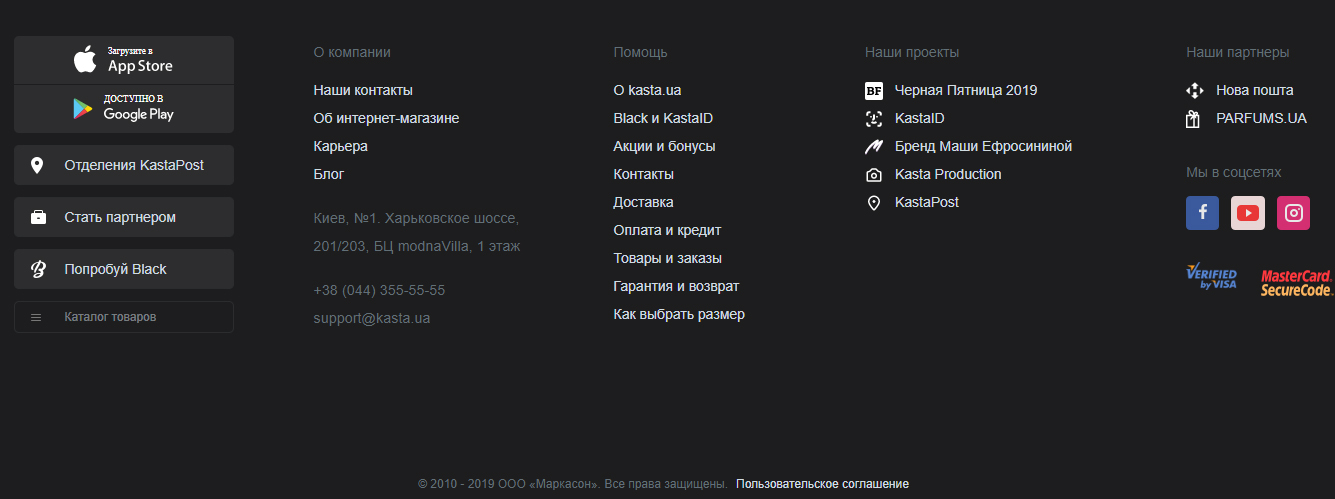 Загрузите в
App Store
ДОСТУПНО В
Google Play
Отделения KastaPost
Стать партнером
Попробуй Black
Каталог товаров
О компании
Наши контакты
Об интернет-магазине
Карьера
Блог
Киев, №1. Харьковское шоссе,
201/203, БЦ modnaVilla, 1 этаж
+38 (044) 355-55-55
support@kasta.ua
Помощь
О kasta.ua
Black и KastaID
Акции и бонусы
Контакты
Доставка
Оплата и кредит
Товары и заказы
Гарантия и возврат
Как выбрать размер
Наши проекты
BF Черная Пятница 2019
KastaID
Бренд Маши Ефросининой
Kasta Production
KastaPost
Наши партнеры
Нова пошта
PARFUMS.UA
Мы в соцсетях
VERIFIED
by VISA
MasterCard.
SecureCode™
© 2010 - 2019 ООО «Маркасон». Все права защищены. Пользовательское соглашение